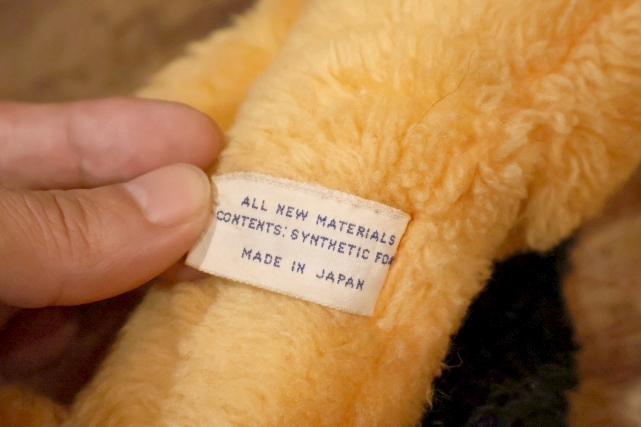 ALL NEW MATERIALS
CONTENTS: SYNTHETIC
MADE IN JAPAN